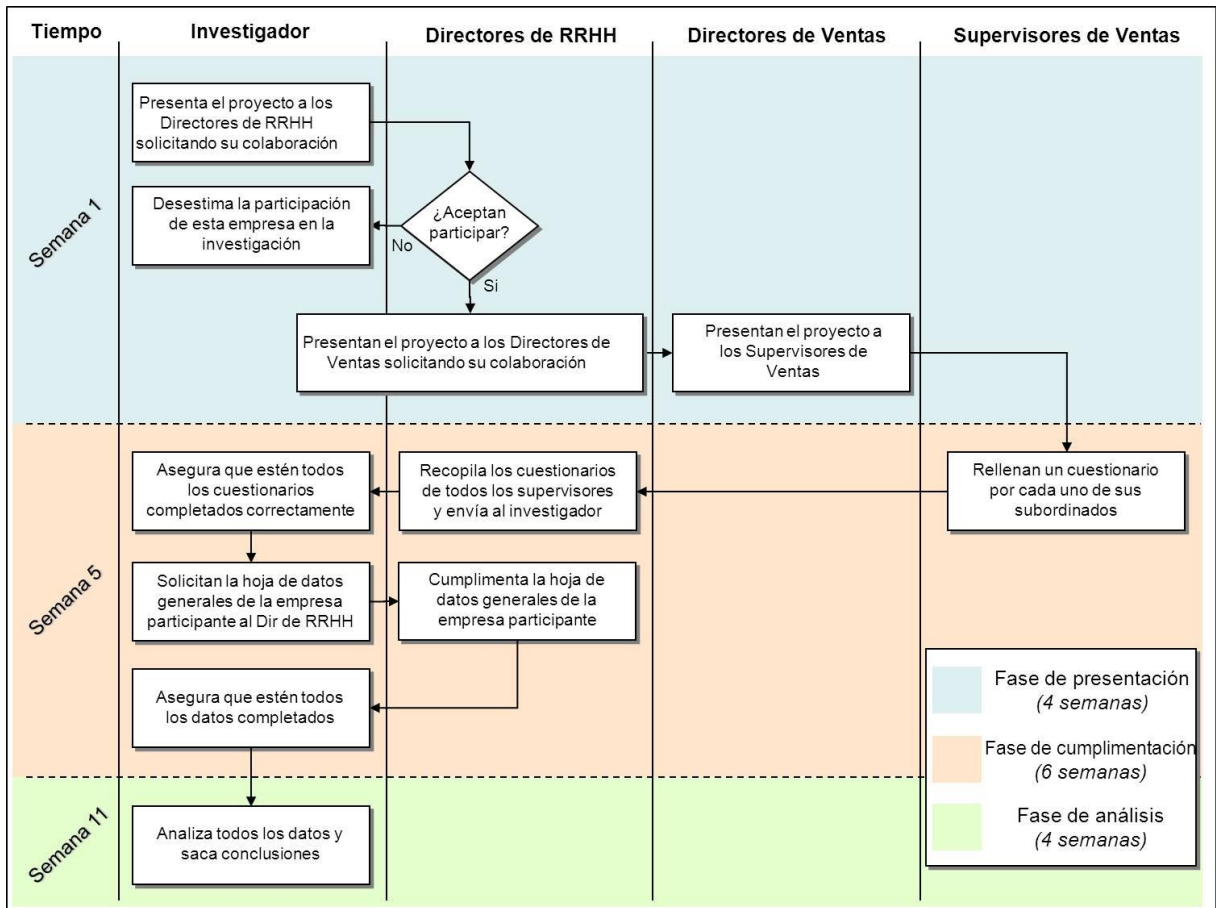 Tiempo
Investigador
Directores de RRHH
Directores de Ventas
Supervisores de Ventas
Semana 1
Presenta el proyecto a los
Directores de RRHH
solicitando su colaboración
Desestima la participación
de esta empresa en la
investigación
¿Aceptan
participar?
No
Si
Presentan el proyecto a los Directores de
Ventas solicitando su colaboración
Presentan el proyecto a
los Supervisores de
Ventas
Semana 5
Asegura que estén todos
los cuestionarios
completados correctamente
Recopila los cuestionarios
de todos los supervisores
y envía al investigador
Rellenan un cuestionario
por cada uno de sus
subordinados
Solicitan la hoja de datos
generales de la empresa
participante al Dir de RRHH
Cumplimenta la hoja de
datos generales de la
empresa participante
Asegura que estén todos
los datos completados
Semana 11
Analiza todos los datos y
saca conclusiones
Fase de presentación
(4 semanas)
Fase de cumplimentación
(6 semanas)
Fase de análisis
(4 semanas)